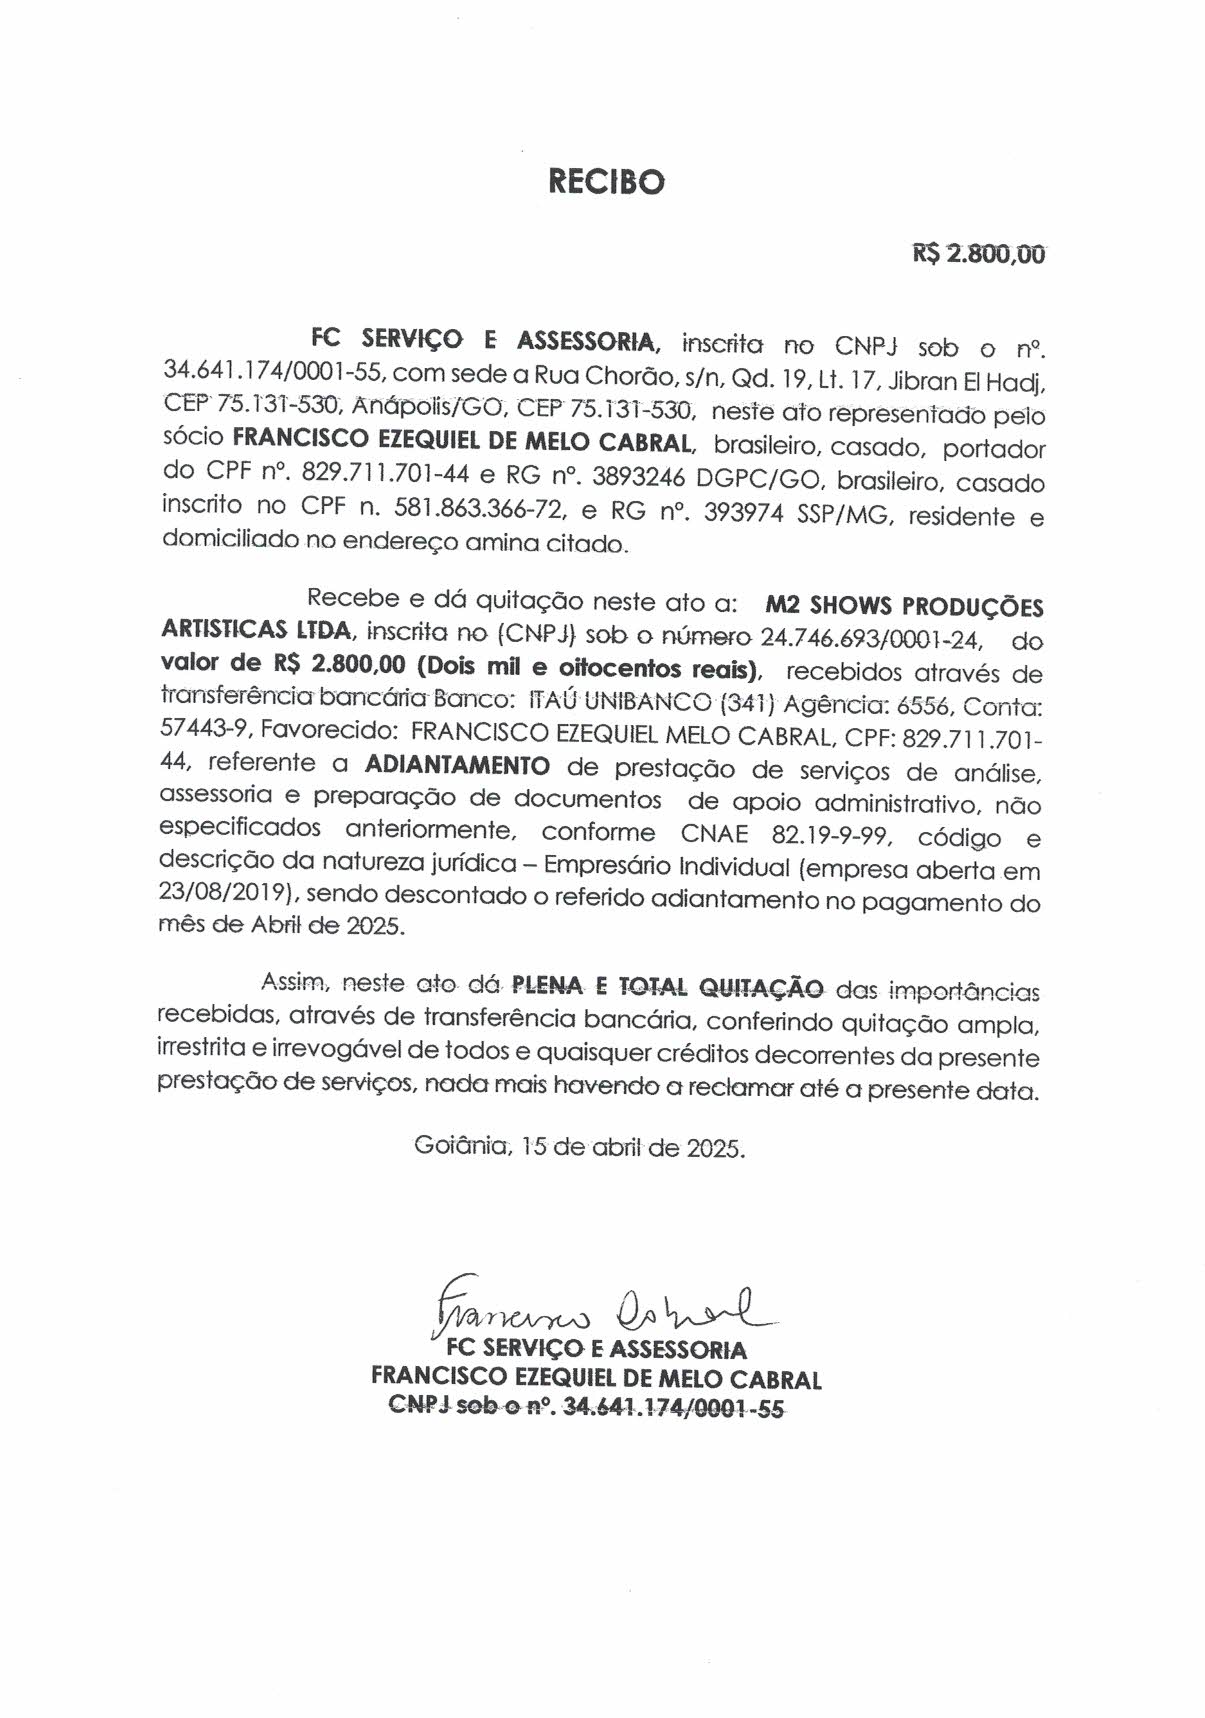 RECIBO
R$ 2.800,00
FC SERVIÇO E ASSESSORIA, inscrita no CNPJ sob o nº.
34.641.174/0001-55, com sede a Rua Chorão, s/n, Qd. 19, Lt. 17, Jibran El Hadj,
CEP 75.131-530, Anápolis/GO, CEP 75.131-530, neste ato representado pelo
sócio FRANCISCO EZEQUIEL DE MELO CABRAL, brasileiro, casado, portador
do CPF nº. 829.711.701-44 e RG nº. 3893246 DGPC/GO, brasileiro, casado
inscrito no CPF n. 581.863.366-72, e RG nº. 393974 SSP/MG, residente e
domiciliado no endereço amina citado.
Recebe e dá quitação neste ato a: M2 SHOWS PRODUÇÕES
ARTISTICAS LTDA, inscrita no (CNPJ) sob o número 24.746.693/0001-24, do
valor de R$ 2.800,00 (Dois mil e oitocentos reais), recebidos através de
transferência bancária Banco: ITAÚ UNIBANCO (341) Agência: 6556, Conta:
57443-9, Favorecido: FRANCISCO EZEQUIEL MELO CABRAL, CPF: 829.711.701-
44, referente a ADIANTAMENTO de prestação de serviços de análise,
assessoria e preparação de documentos de apoio administrativo, não
especificados anteriormente, conforme CNAE 82.19-9-99, código e
descrição da natureza jurídica – Empresário Individual (empresa aberta em
23/08/2019), sendo descontado o referido adiantamento no pagamento do
mês de Abril de 2025.
Assim, neste ato dá PLENA E TOTAL QUITAÇÃO das importâncias
recebidas, através de transferência bancária, conferindo quitação ampla,
irrestrita e irrevogável de todos e quaisquer créditos decorrentes da presente
prestação de serviços, nada mais havendo a reclamar até a presente data.
Goiânia, 15 de abril de 2025.
Francisco Cabral
FC SERVIÇO E ASSESSORIA
FRANCISCO EZEQUIEL DE MELO CABRAL
CNPJ sob o nº. 34.641.174/0001-55